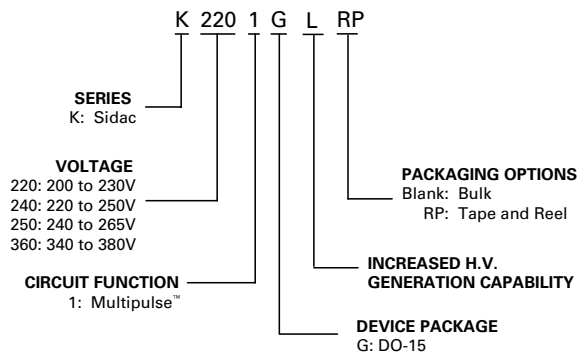 K 220 1 G L RP
SERIES
K: Sidac
VOLTAGE
220: 200 to 230V
240: 220 to 250V
250: 240 to 265V
360: 340 to 380V
CIRCUIT FUNCTION
1: Multipulse™
PACKAGING OPTIONS
Blank: Bulk
RP: Tape and Reel
INCREASED H.V.
GENERATION CAPABILITY
DEVICE PACKAGE
G: DO-15